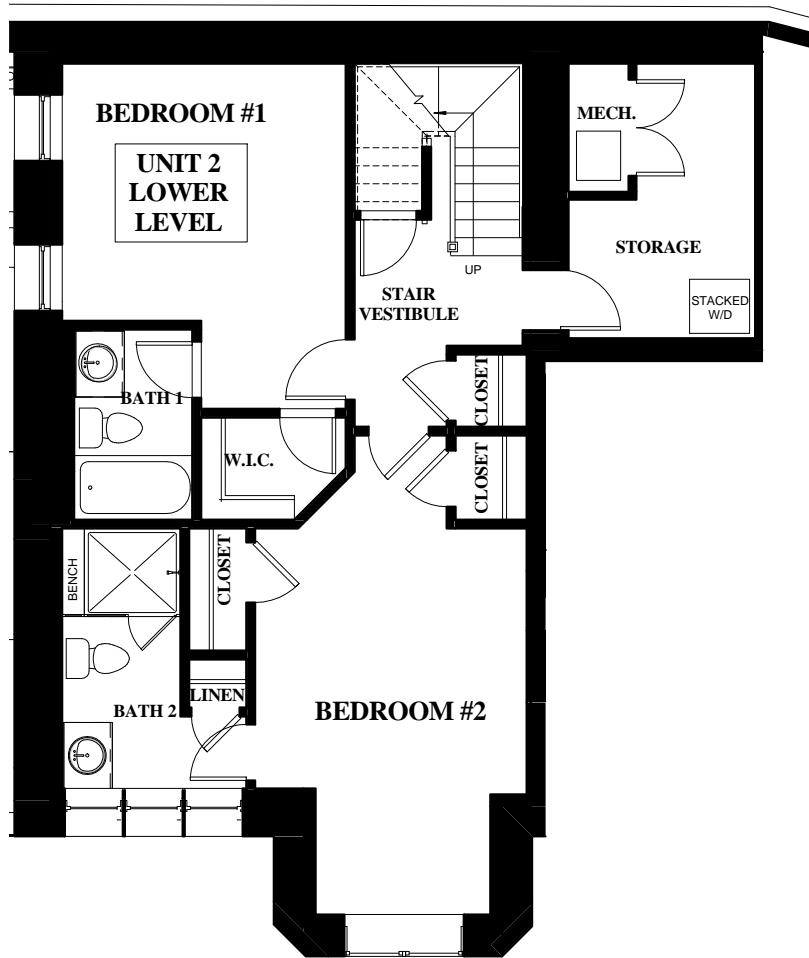 BEDROOM #1
UNIT 2
LOWER
LEVEL
MECH.
STORAGE
UP
STAIR
VESTIBULE
STACKED
W/D
BATH 1
CLOSET
W.I.C.
CLOSET
CLOSET
BENCH
LINEN
BATH 2
BEDROOM #2